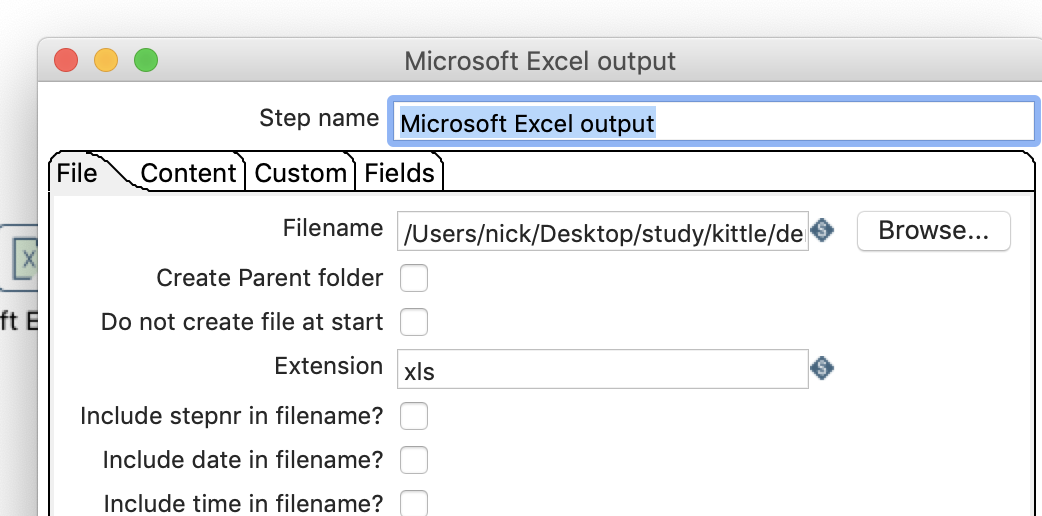 Microsoft Excel output
Step name Microsoft Excel output
File Content Custom Fields
Filename /Users/nick/Desktop/study/kittle/de Browse...
Create Parent folder
ft E
Do not create file at start
Extension xls
Include stepnr in filename?
Include date in filename?
Include time in filename?